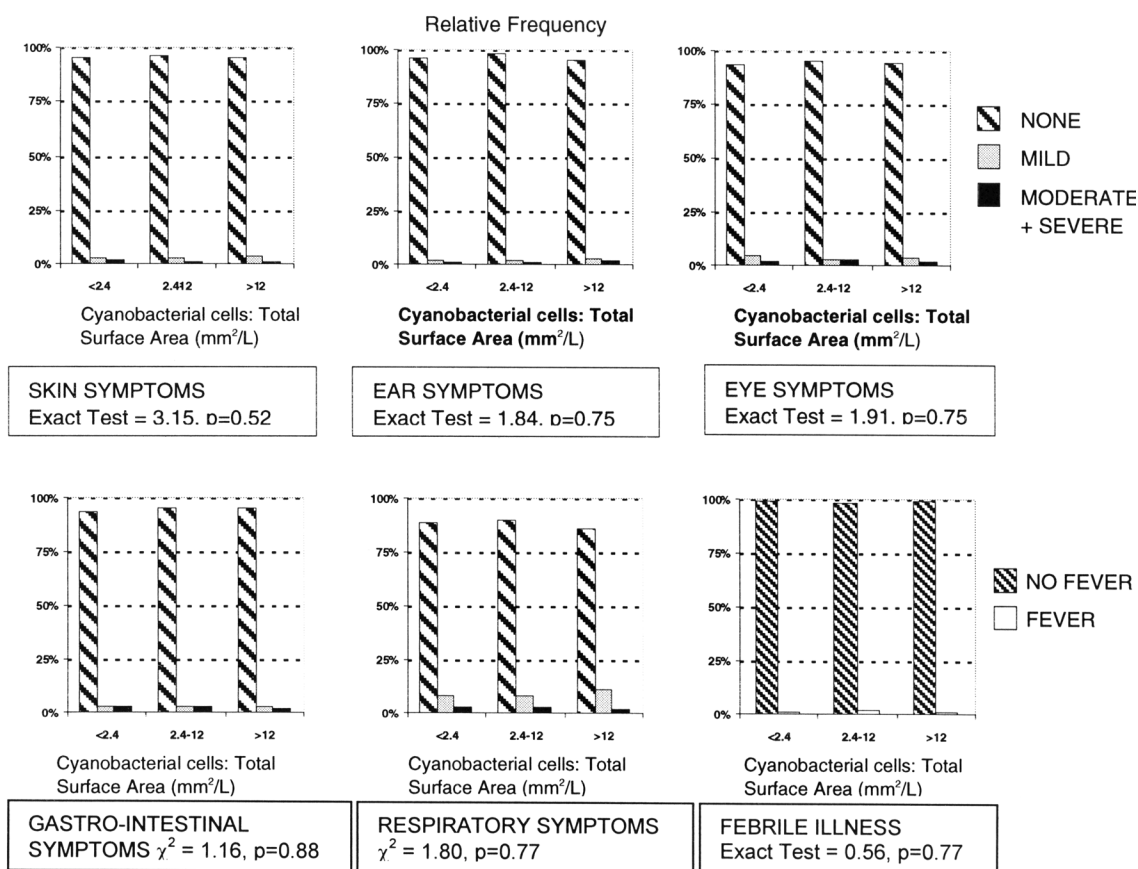 Relative Frequency
100%
75%
50%
25%
0%
<2.4
2.412
>12
Cyanobacterial cells: Total
Surface Area (mm²/L)
SKIN SYMPTOMS
Exact Test = 3.15, p=0.52
100%
75%
50%
25%
0%
<2.4
2.4-12
>12
Cyanobacterial cells: Total
Surface Area (mm²/L)
EAR SYMPTOMS
Exact Test = 1.84, p=0.75
100%
75%
50%
25%
0%
<2.4
2.4-12
>12
Cyanobacterial cells: Total
Surface Area (mm²/L)
EYE SYMPTOMS
Exact Test = 1.91, p=0.75
NONE
MILD
MODERATE
+ SEVERE
100%
75%
50%
25%
0%
<2.4
2.4-12
>12
Cyanobacterial cells: Total
Surface Area (mm²/L)
GASTRO-INTESTINAL
SYMPTOMS χ² = 1.16, p=0.88
100%
75%
50%
25%
0%
<2.4
2.4-12
>12
Cyanobacterial cells: Total
Surface Area (mm²/L)
RESPIRATORY SYMPTOMS
χ² = 1.80, p=0.77
100%
75%
50%
25%
0%
<2.4
2.4-12
>12
Cyanobacterial cells: Total
Surface Area (mm²/L)
FEBRILE ILLNESS
Exact Test = 0.56, p=0.77
NO FEVER
FEVER